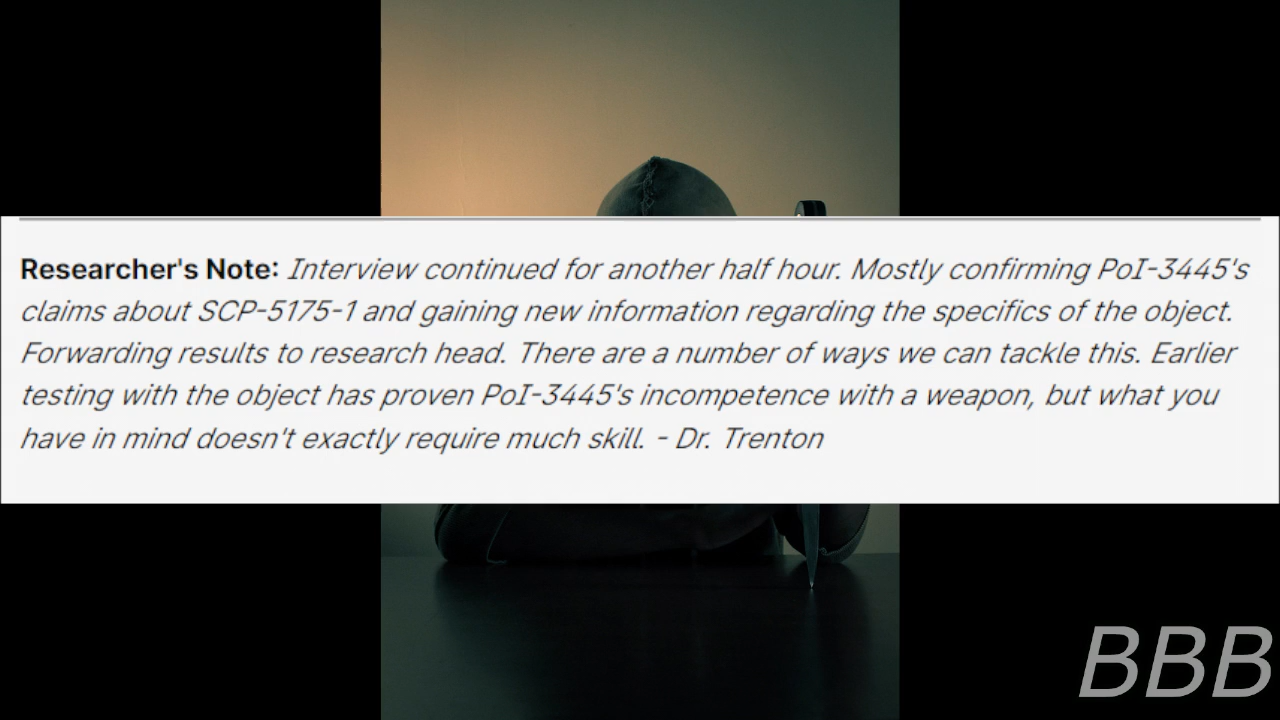 Researcher's Note: Interview continued for another half hour. Mostly confirming PoI-3445's
claims about SCP-5175-1 and gaining new information regarding the specifics of the object.
Forwarding results to research head. There are a number of ways we can tackle this. Earlier
testing with the object has proven PoI-3445's incompetence with a weapon, but what you
have in mind doesn't exactly require much skill. - Dr. Trenton
BBB